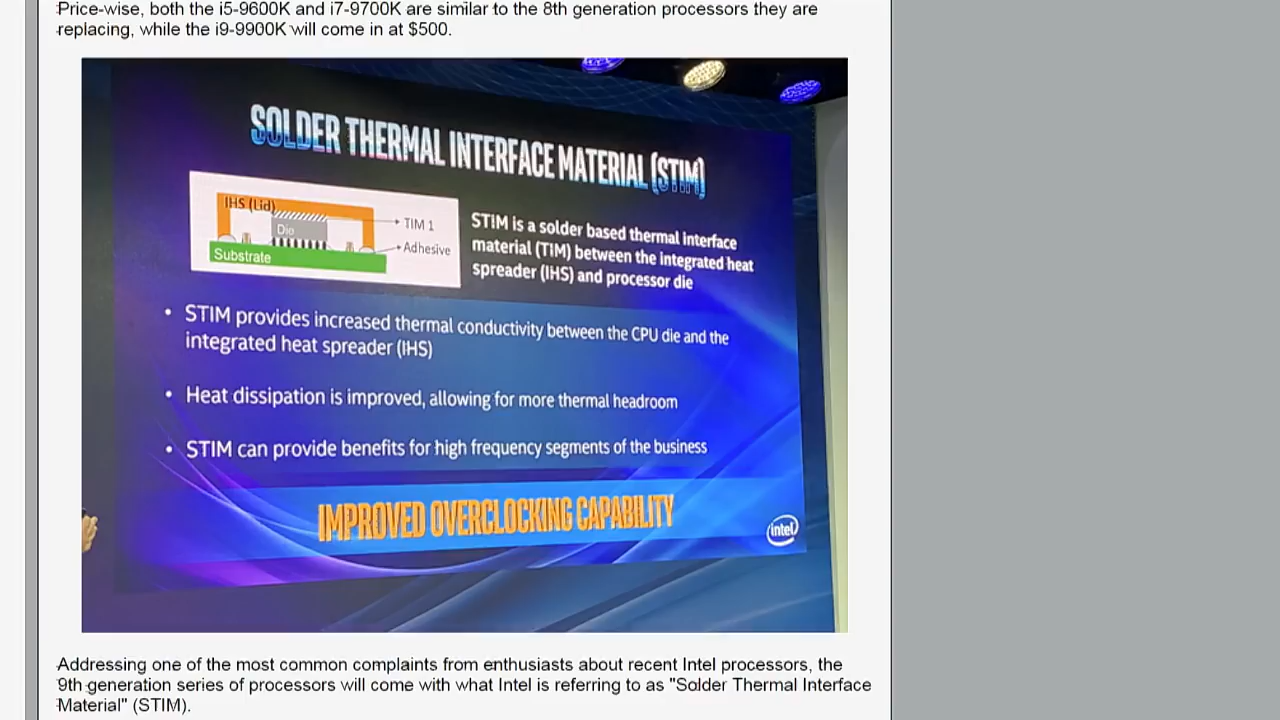 Price-wise, both the i5-9600K and i7-9700K are similar to the 8th generation processors they are
replacing, while the i9-9900K will come in at $500.
SOLDER THERMAL INTERFACE MATERIAL (STIM)
IHS (Lid)
TIM 1
Die
Adhesive
Substrate
STIM is a solder based thermal interface
material (TIM) between the integrated heat
spreader (IHS) and processor die
• STIM provides increased thermal conductivity between the CPU die and the
integrated heat spreader (IHS)
• Heat dissipation is improved, allowing for more thermal headroom
• STIM can provide benefits for high frequency segments of the business
IMPROVED OVERCLOCKING CAPABILITY
intel
Addressing one of the most common complaints from enthusiasts about recent Intel processors, the
9th generation series of processors will come with what Intel is referring to as "Solder Thermal Interface
Material" (STIM).